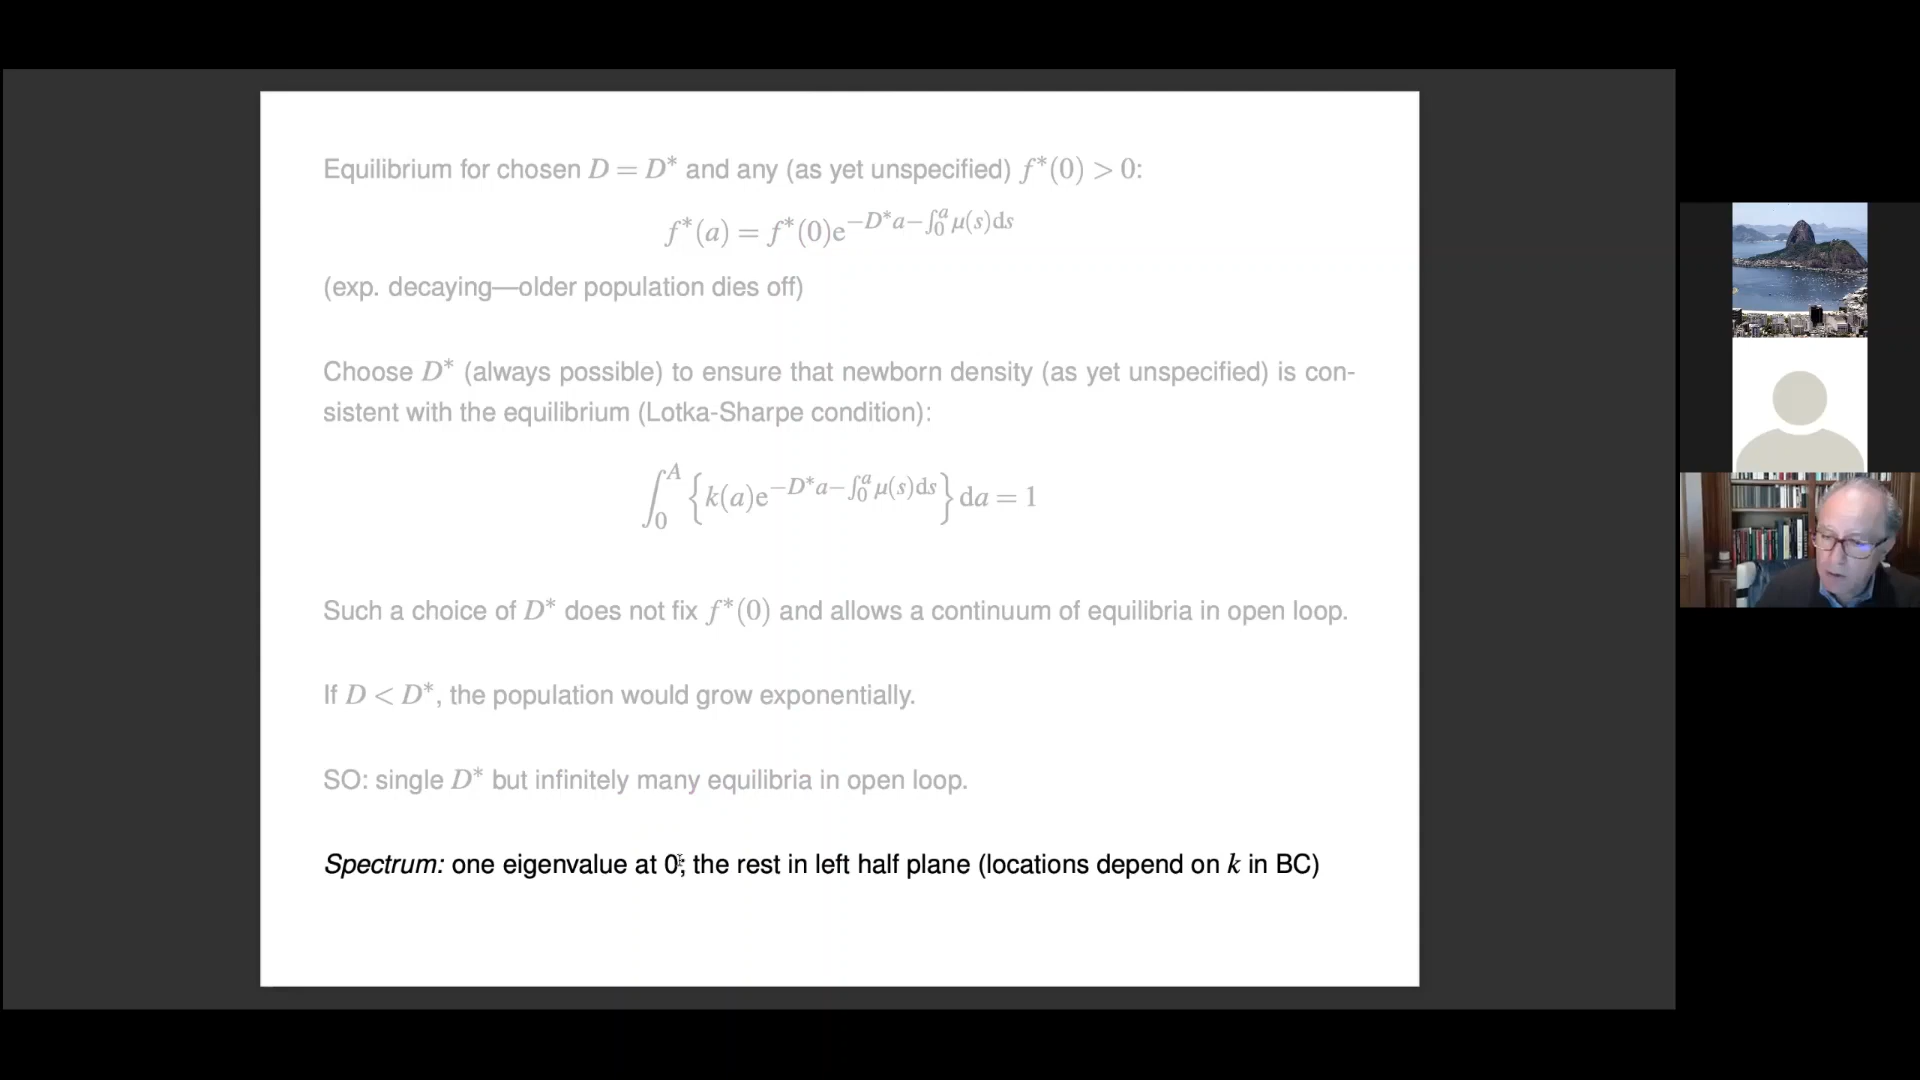 Equilibrium for chosen D = D* and any (as yet unspecified) f*(0) > 0:
f*(a) = f*(0)e^{−D*a−∫_0^a μ(s)ds}
(exp. decaying—older population dies off)
Choose D* (always possible) to ensure that newborn density (as yet unspecified) is con-
sistent with the equilibrium (Lotka-Sharpe condition):
∫_0^A {k(a)e^{−D*a−∫_0^a μ(s)ds}} da = 1
Such a choice of D* does not fix f*(0) and allows a continuum of equilibria in open loop.
If D < D*, the population would grow exponentially.
SO: single D* but infinitely many equilibria in open loop.
Spectrum: one eigenvalue at 0; the rest in left half plane (locations depend on k in BC)